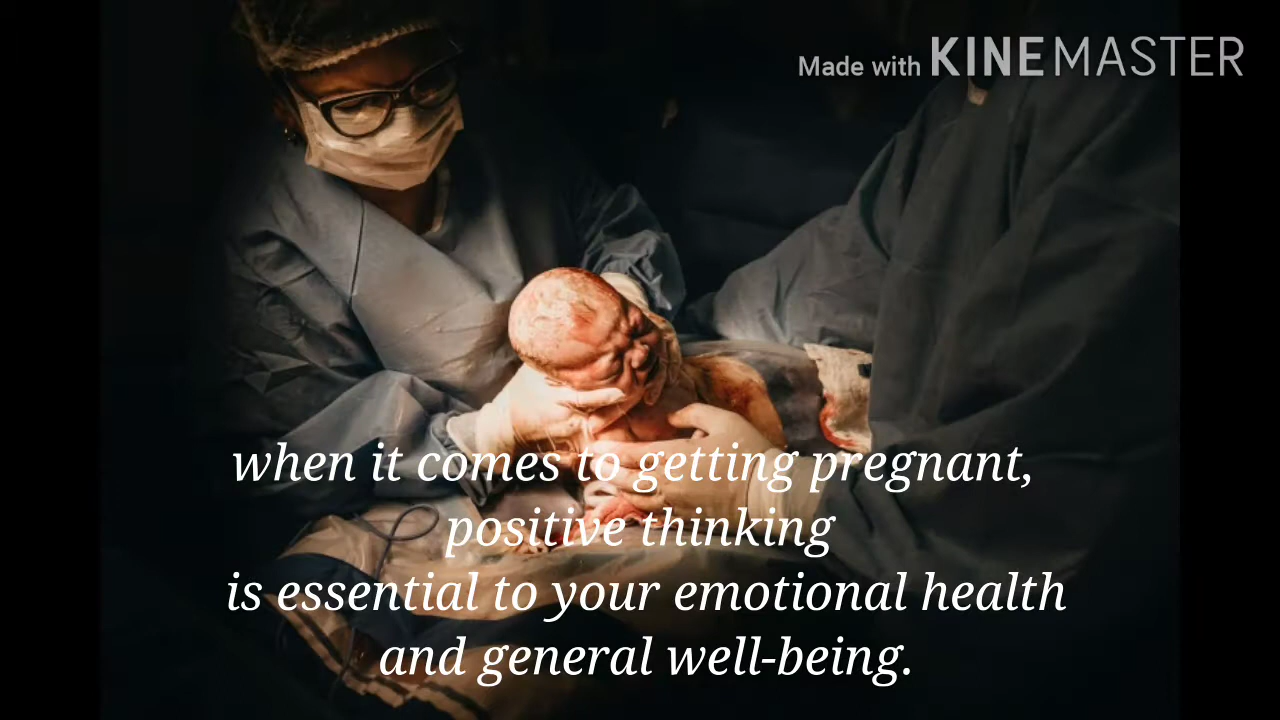 Made with KINEMASTER
when it comes to getting pregnant,
positive thinking
is essential to your emotional health
and general well-being.